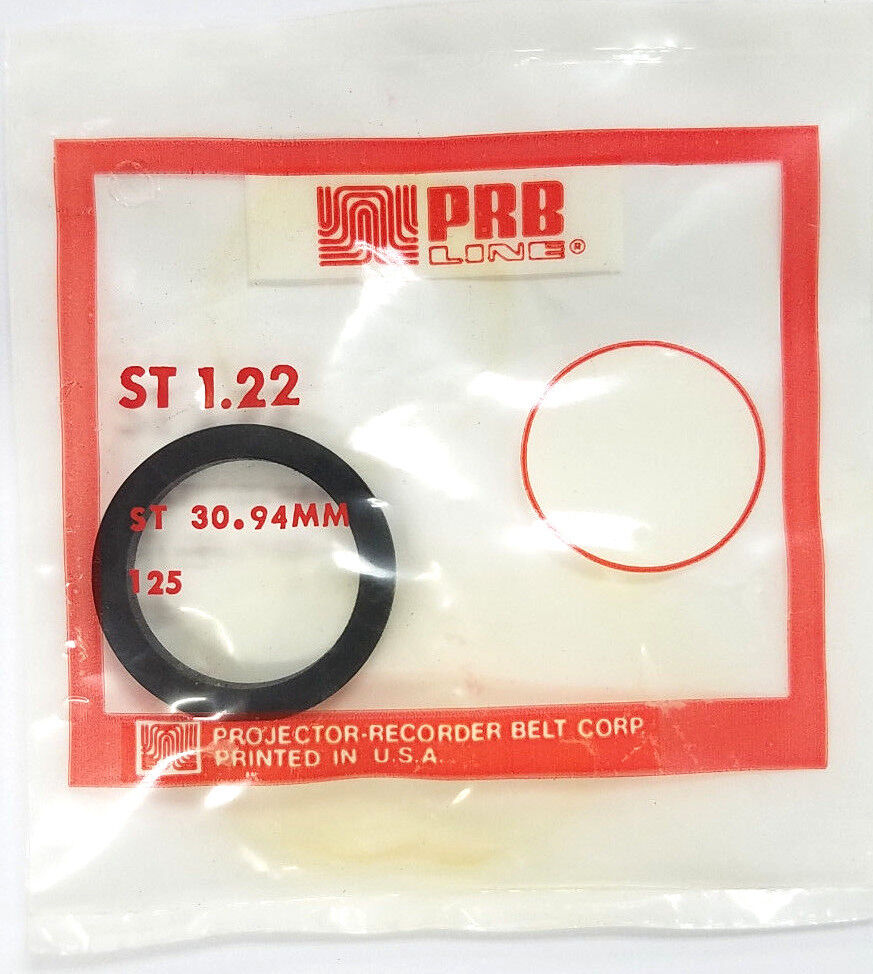 PRB
LINE®
ST 1.22
ST 30.94MM
125
PROJECTOR-RECORDER BELT CORP.
PRINTED IN U.S.A.